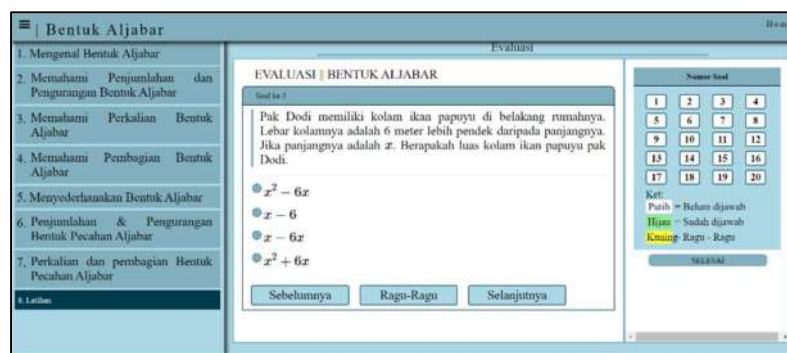 ≡ | Bentuk Aljabar
1. Mengenal Bentuk Aljabar
2. Memahami Penjumlahan dan
Pengurangan Bentuk Aljabar
3. Memahami Perkalian Bentuk
Aljabar
4. Memahami Pembagian Bentuk
Aljabar
5. Menyederhanakan Bentuk Aljabar
6. Penjumlahan & Pengurangan
Bentuk Pecahan Aljabar
7. Perkalian dan pembagian Bentuk
Pecahan Aljabar
8. Latihan
Evaluasi
EVALUASI || BENTUK ALJABAR
Soal ke 3
Pak Dodi memiliki kolam ikan papuyu di belakang rumahnya.
Lebar kolamnya adalah 6 meter lebih pendek daripada panjangnya.
Jika panjangnya adalah x. Berapakah luas kolam ikan papuyu pak
Dodi.
x² − 6x
x − 6
x − 6x
x² + 6x
Sebelumnya Ragu-Ragu Selanjutnya
Nomor Soal
1 2 3 4
5 6 7 8
9 10 11 12
13 14 15 16
17 18 19 20
Ket:
Putih = Belum dijawab
Hijau = Sudah dijawab
Kuning- Ragu - Ragu
SELESAI